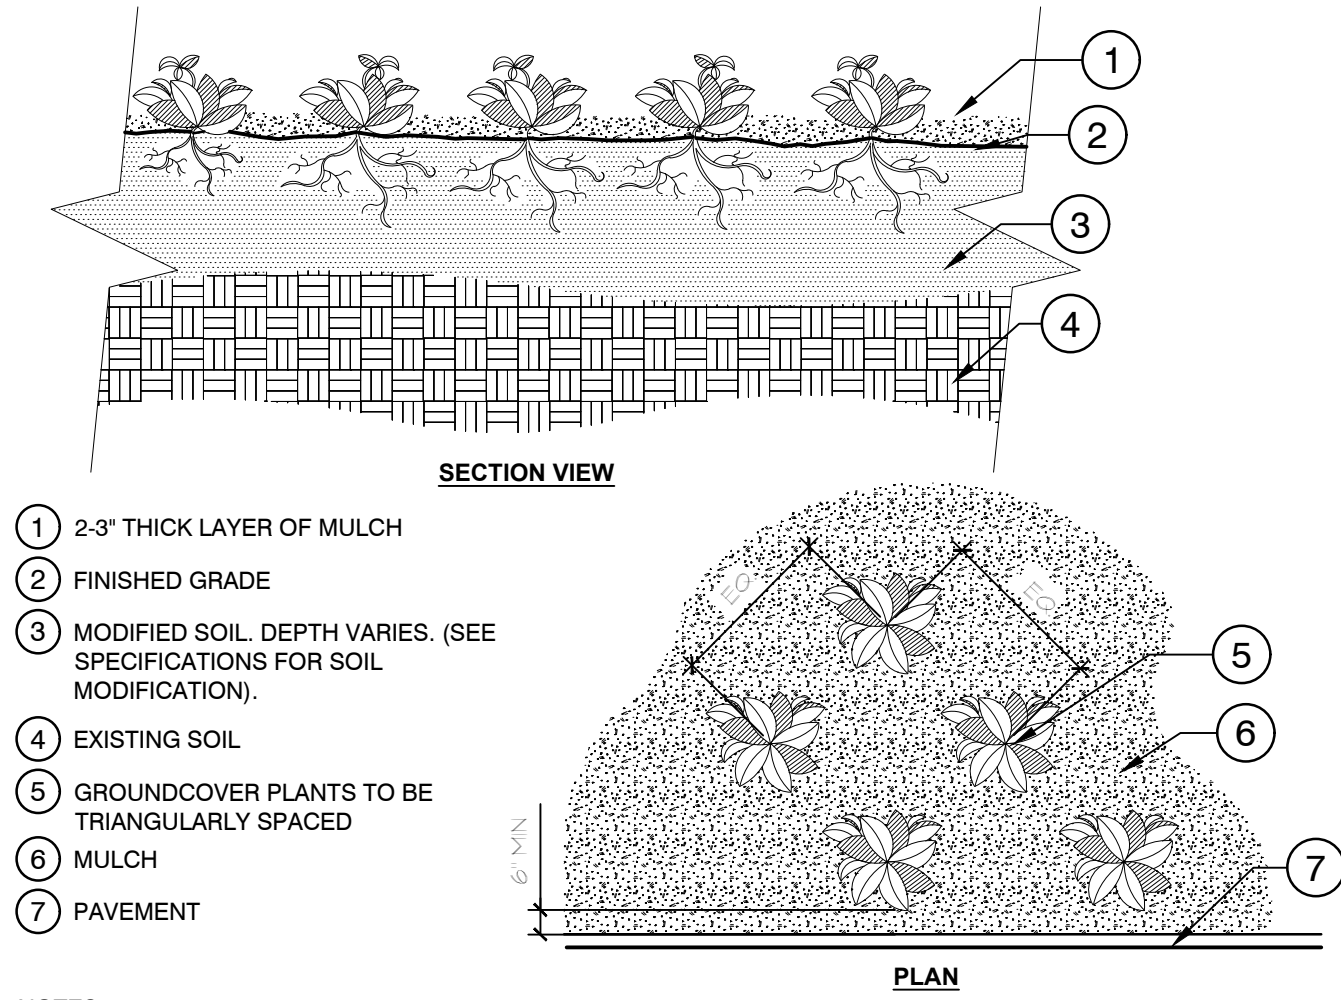 1
2
3
4
SECTION VIEW
1 2-3" THICK LAYER OF MULCH
2 FINISHED GRADE
3 MODIFIED SOIL. DEPTH VARIES. (SEE
SPECIFICATIONS FOR SOIL
MODIFICATION).
4 EXISTING SOIL
5 GROUNDCOVER PLANTS TO BE
TRIANGULARLY SPACED
6 MULCH
7 PAVEMENT
EQ
EQ
5
6
6" MIN
7
PLAN